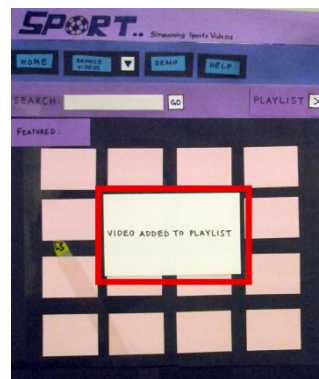 SPORT.. Streaming Sports Videos
HOME
BROWSE
VIDEOS
▼
DEMO
HELP
SEARCH:
GO
PLAYLIST >
FEATURED:
VIDEO ADDED TO PLAYLIST